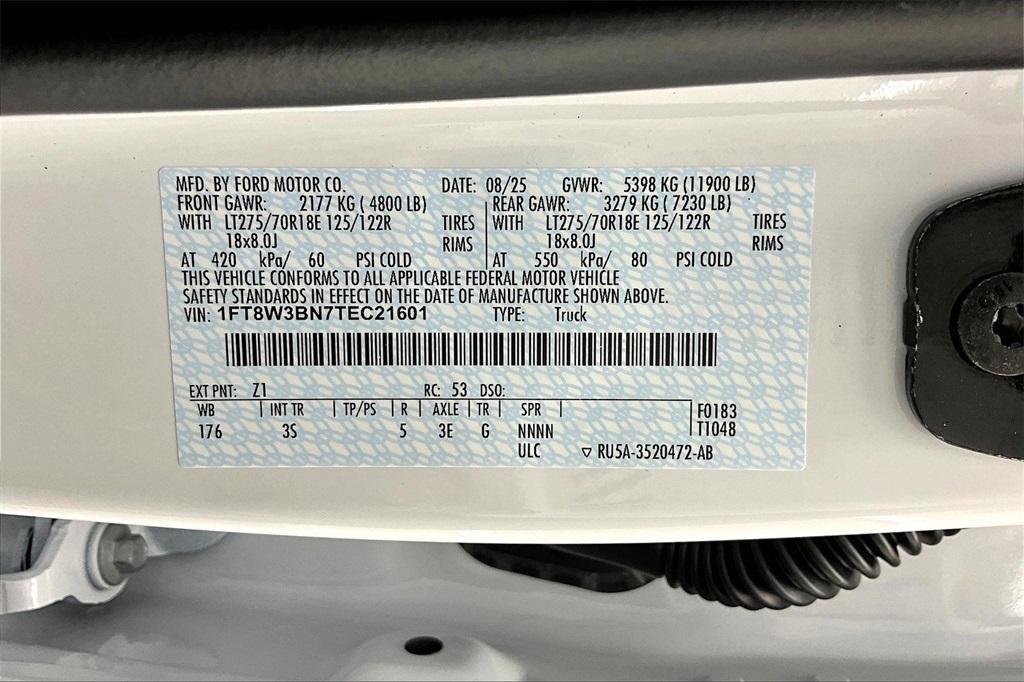 MFD. BY FORD MOTOR CO. DATE: 08/25 GVWR: 5398 KG (11900 LB)
FRONT GAWR: 2177 KG ( 4800 LB) REAR GAWR: 3279 KG ( 7230 LB)
WITH LT275/70R18E 125/122R TIRES WITH LT275/70R18E 125/122R TIRES
18x8.0J RIMS 18x8.0J RIMS
AT 420 kPa/ 60 PSI COLD AT 550 kPa/ 80 PSI COLD
THIS VEHICLE CONFORMS TO ALL APPLICABLE FEDERAL MOTOR VEHICLE
SAFETY STANDARDS IN EFFECT ON THE DATE OF MANUFACTURE SHOWN ABOVE.
VIN: 1FT8W3BN7TEC21601 TYPE: Truck
EXT PNT: Z1 RC: 53 DSO:
WB INT TR TP/PS R AXLE TR SPR F0183
176 3S 5 3E G NNNN T1048
ULC ▽ RU5A-3520472-AB